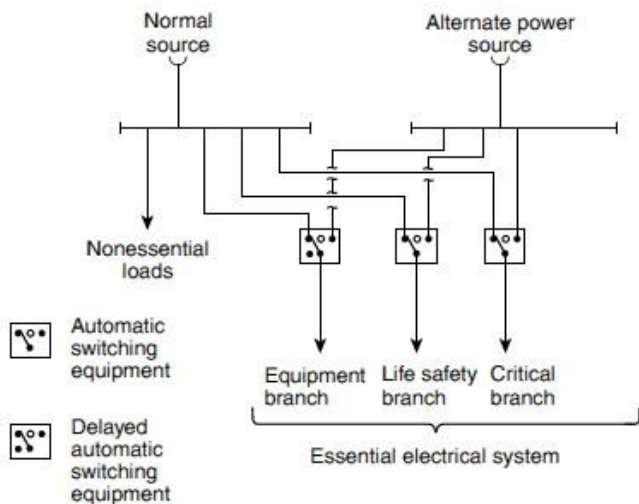 Normal
source
Alternate power
source
Nonessential
loads
Automatic
switching
equipment
Equipment
branch
Life safety
branch
Critical
branch
Delayed
automatic
switching
equipment
Essential electrical system